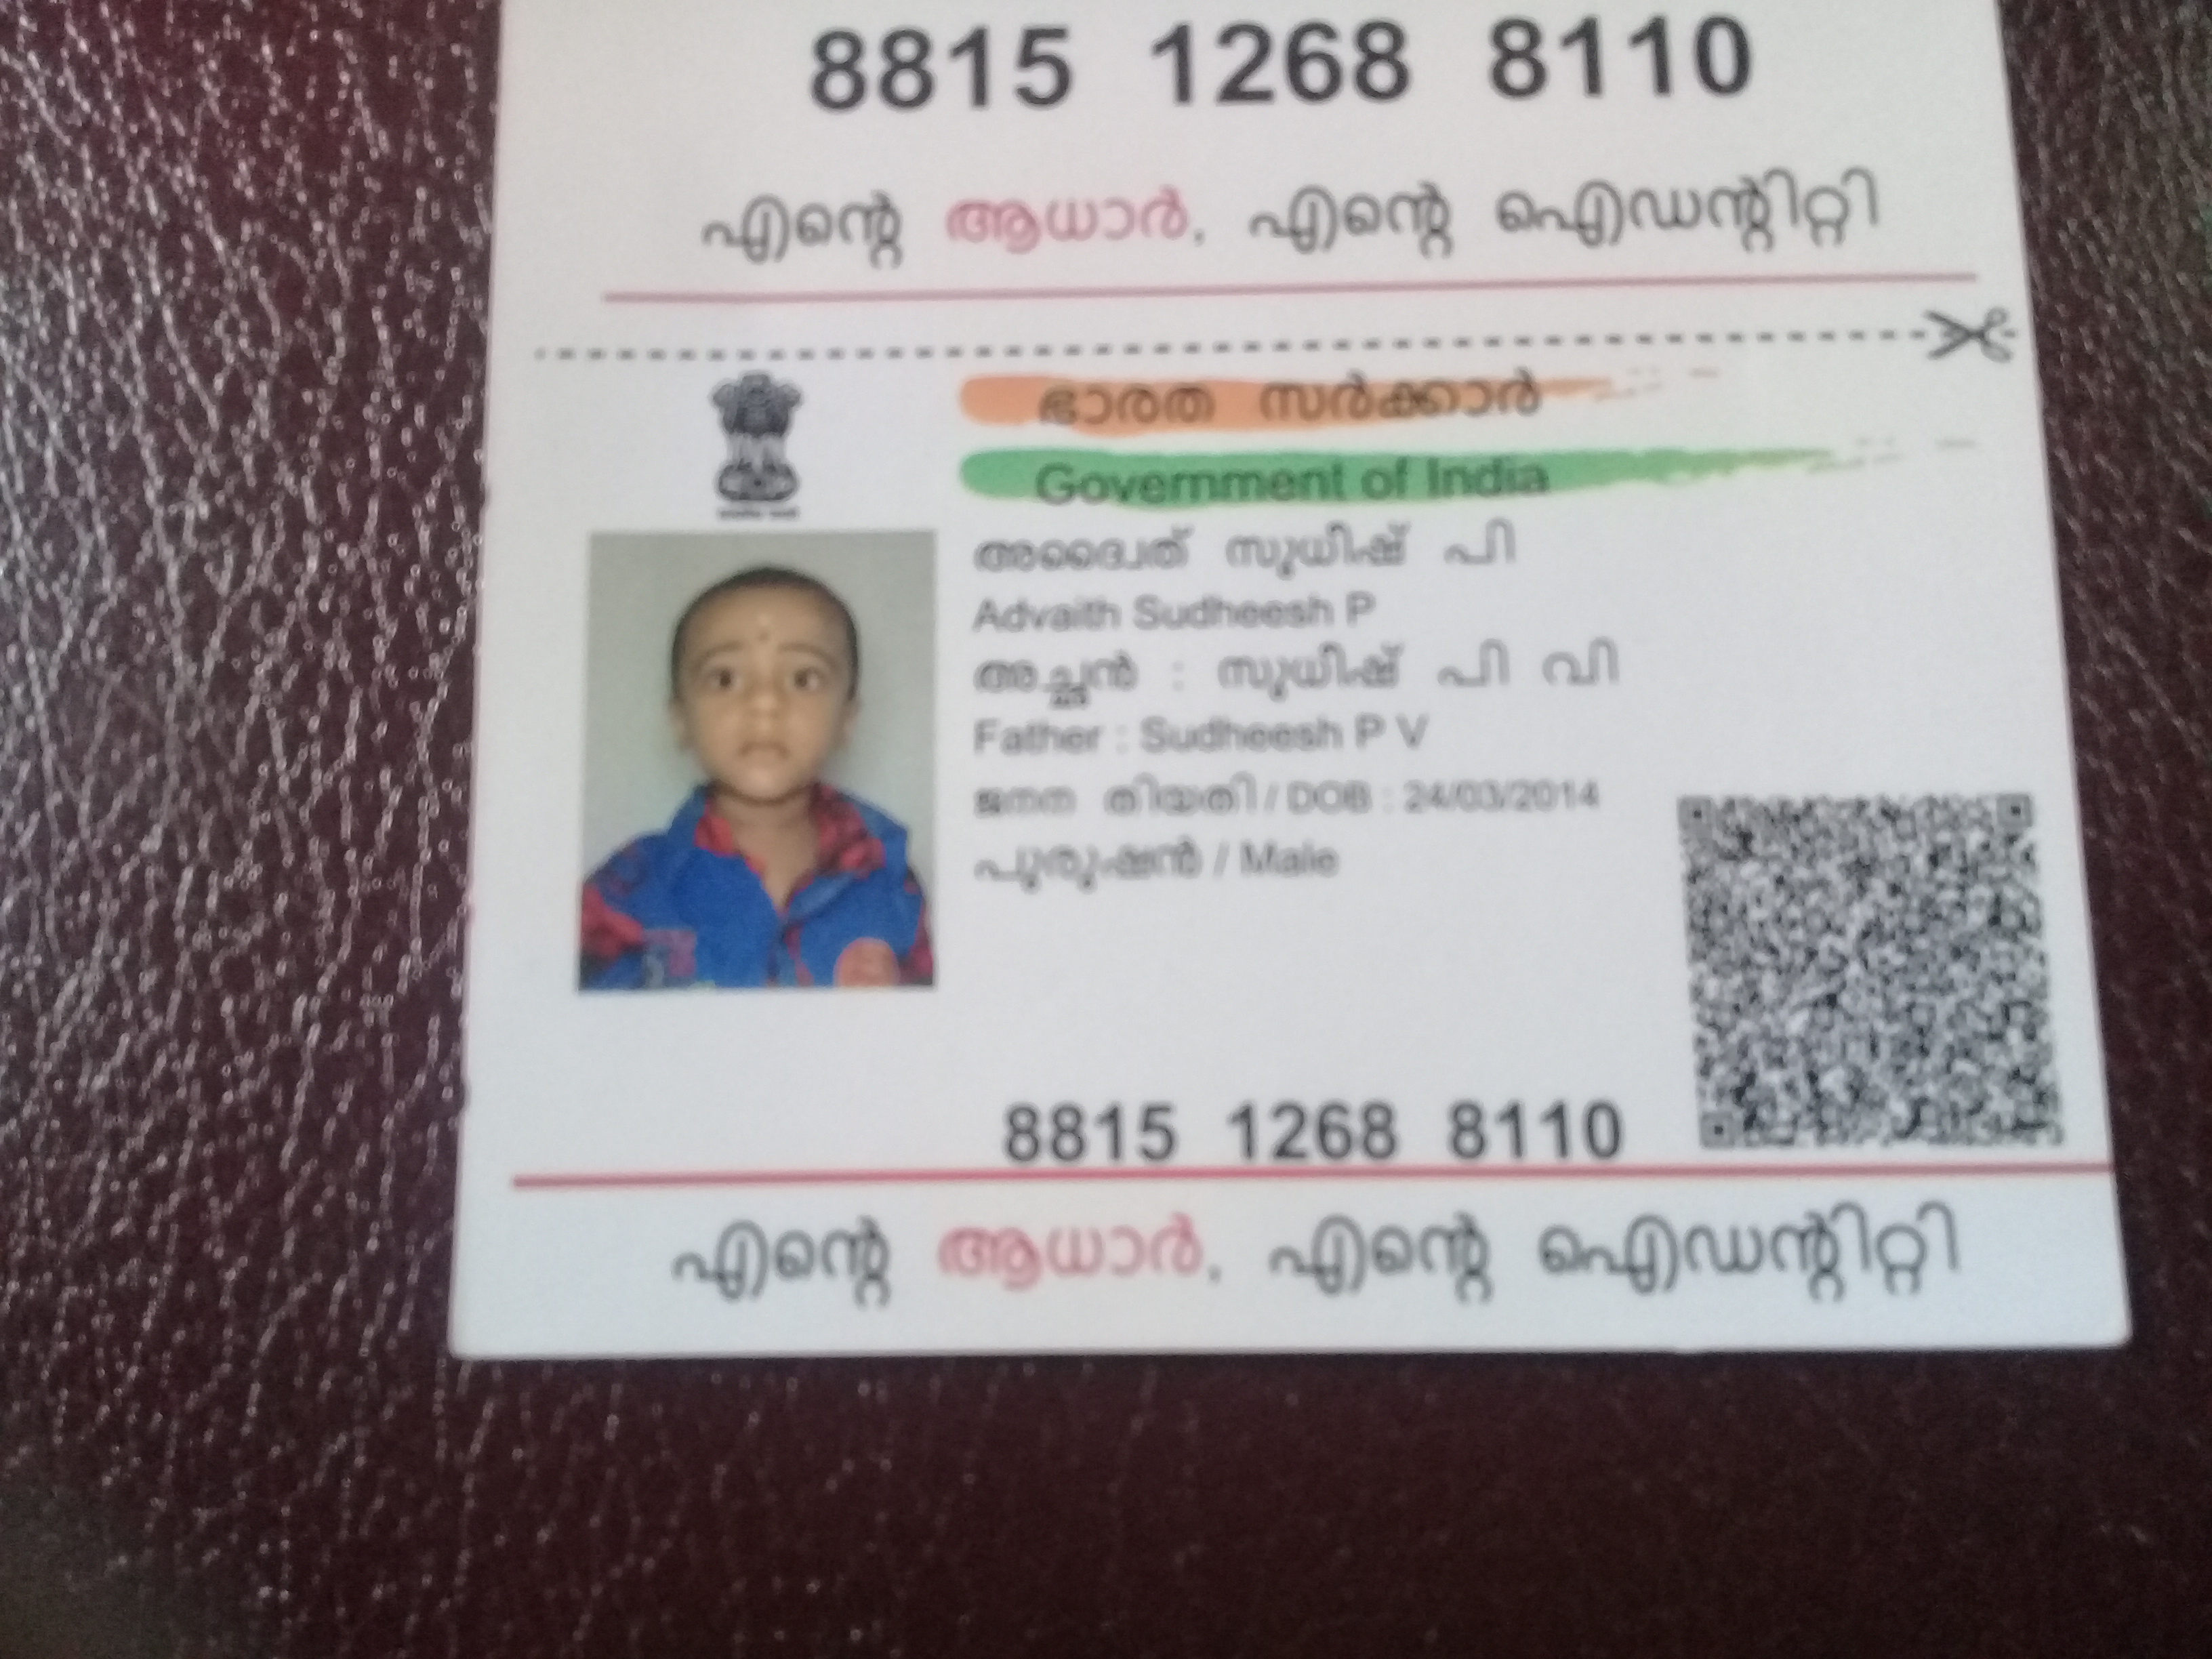 8815 1268 8110
എന്റെ ആധാർ, എന്റെ ഐഡന്റിറ്റി
ഭാരത സർക്കാർ
Government of India
അദ്വൈത് സുധീഷ് പി
Advaith Sudheesh P
അച്ഛൻ : സുധീഷ് പി വി
Father : Sudheesh P V
ജനന തിയതി / DOB : 24/03/2014
പുരുഷൻ / Male
8815 1268 8110
എന്റെ ആധാർ, എന്റെ ഐഡന്റിറ്റി